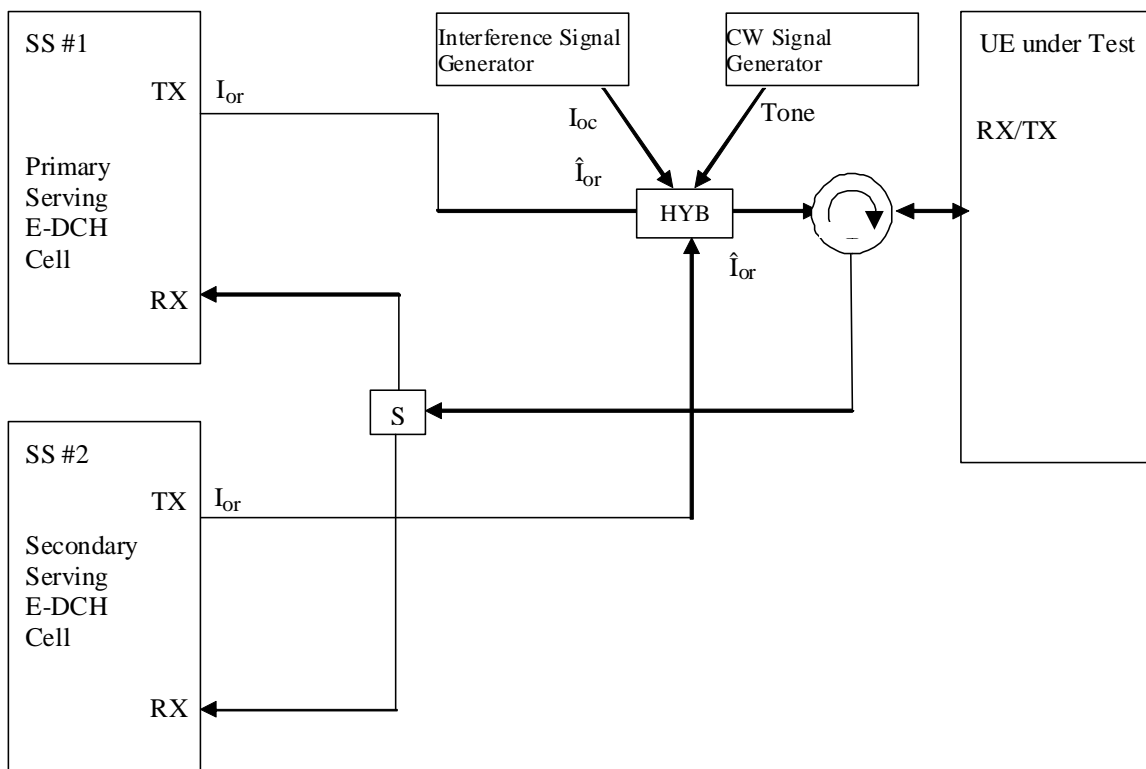 SS #1
TX
Primary
Serving
E-DCH
Cell
RX
Ior
Interference Signal
Generator
CW Signal
Generator
Ioc
Tone
Îor
HYB
Îor
UE under Test
RX/TX
S
SS #2
TX
Ior
Secondary
Serving
E-DCH
Cell
RX